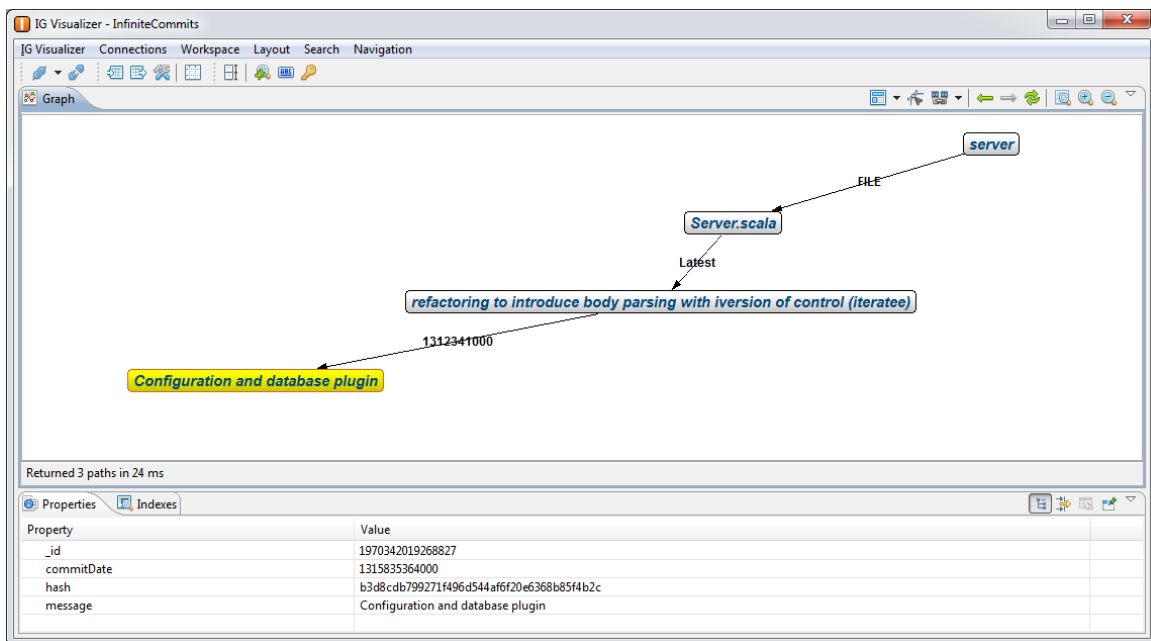 IG Visualizer - InfiniteCommits
IG Visualizer Connections Workspace Layout Search Navigation
Graph
server
FILE
Server.scala
Latest
refactoring to introduce body parsing with iversion of control (iteratee)
1312341000
Configuration and database plugin
Returned 3 paths in 24 ms
Properties Indexes
Property Value
_id 1970342019268827
commitDate 1315835364000
hash b3d8cdb799271f496d544af6f20e6368b85f4b2c
message Configuration and database plugin